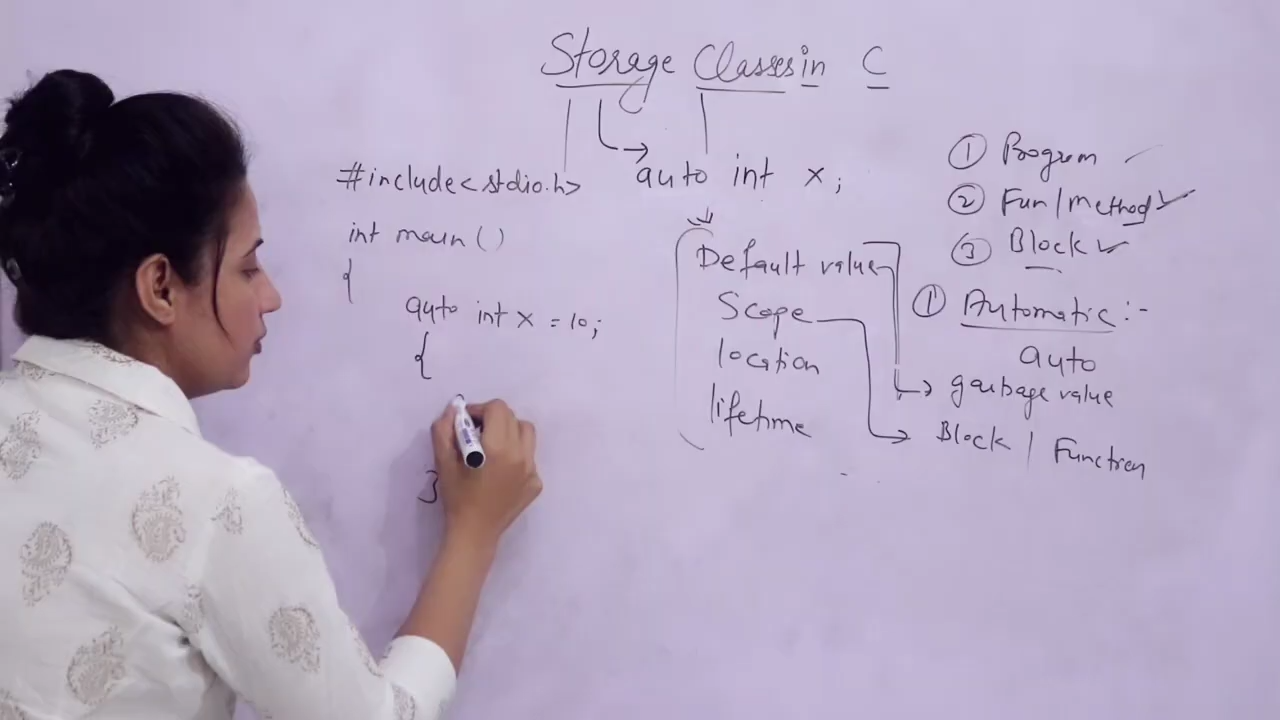 Storage Classes in C
#include<stdio.h>
int main()
{
auto int x = 10;
{
}
auto int x;
Default value
Scope
location
lifetime
① Program
② Fun/method
③ Block
① Automatic :-
auto
garbage value
Block / Function